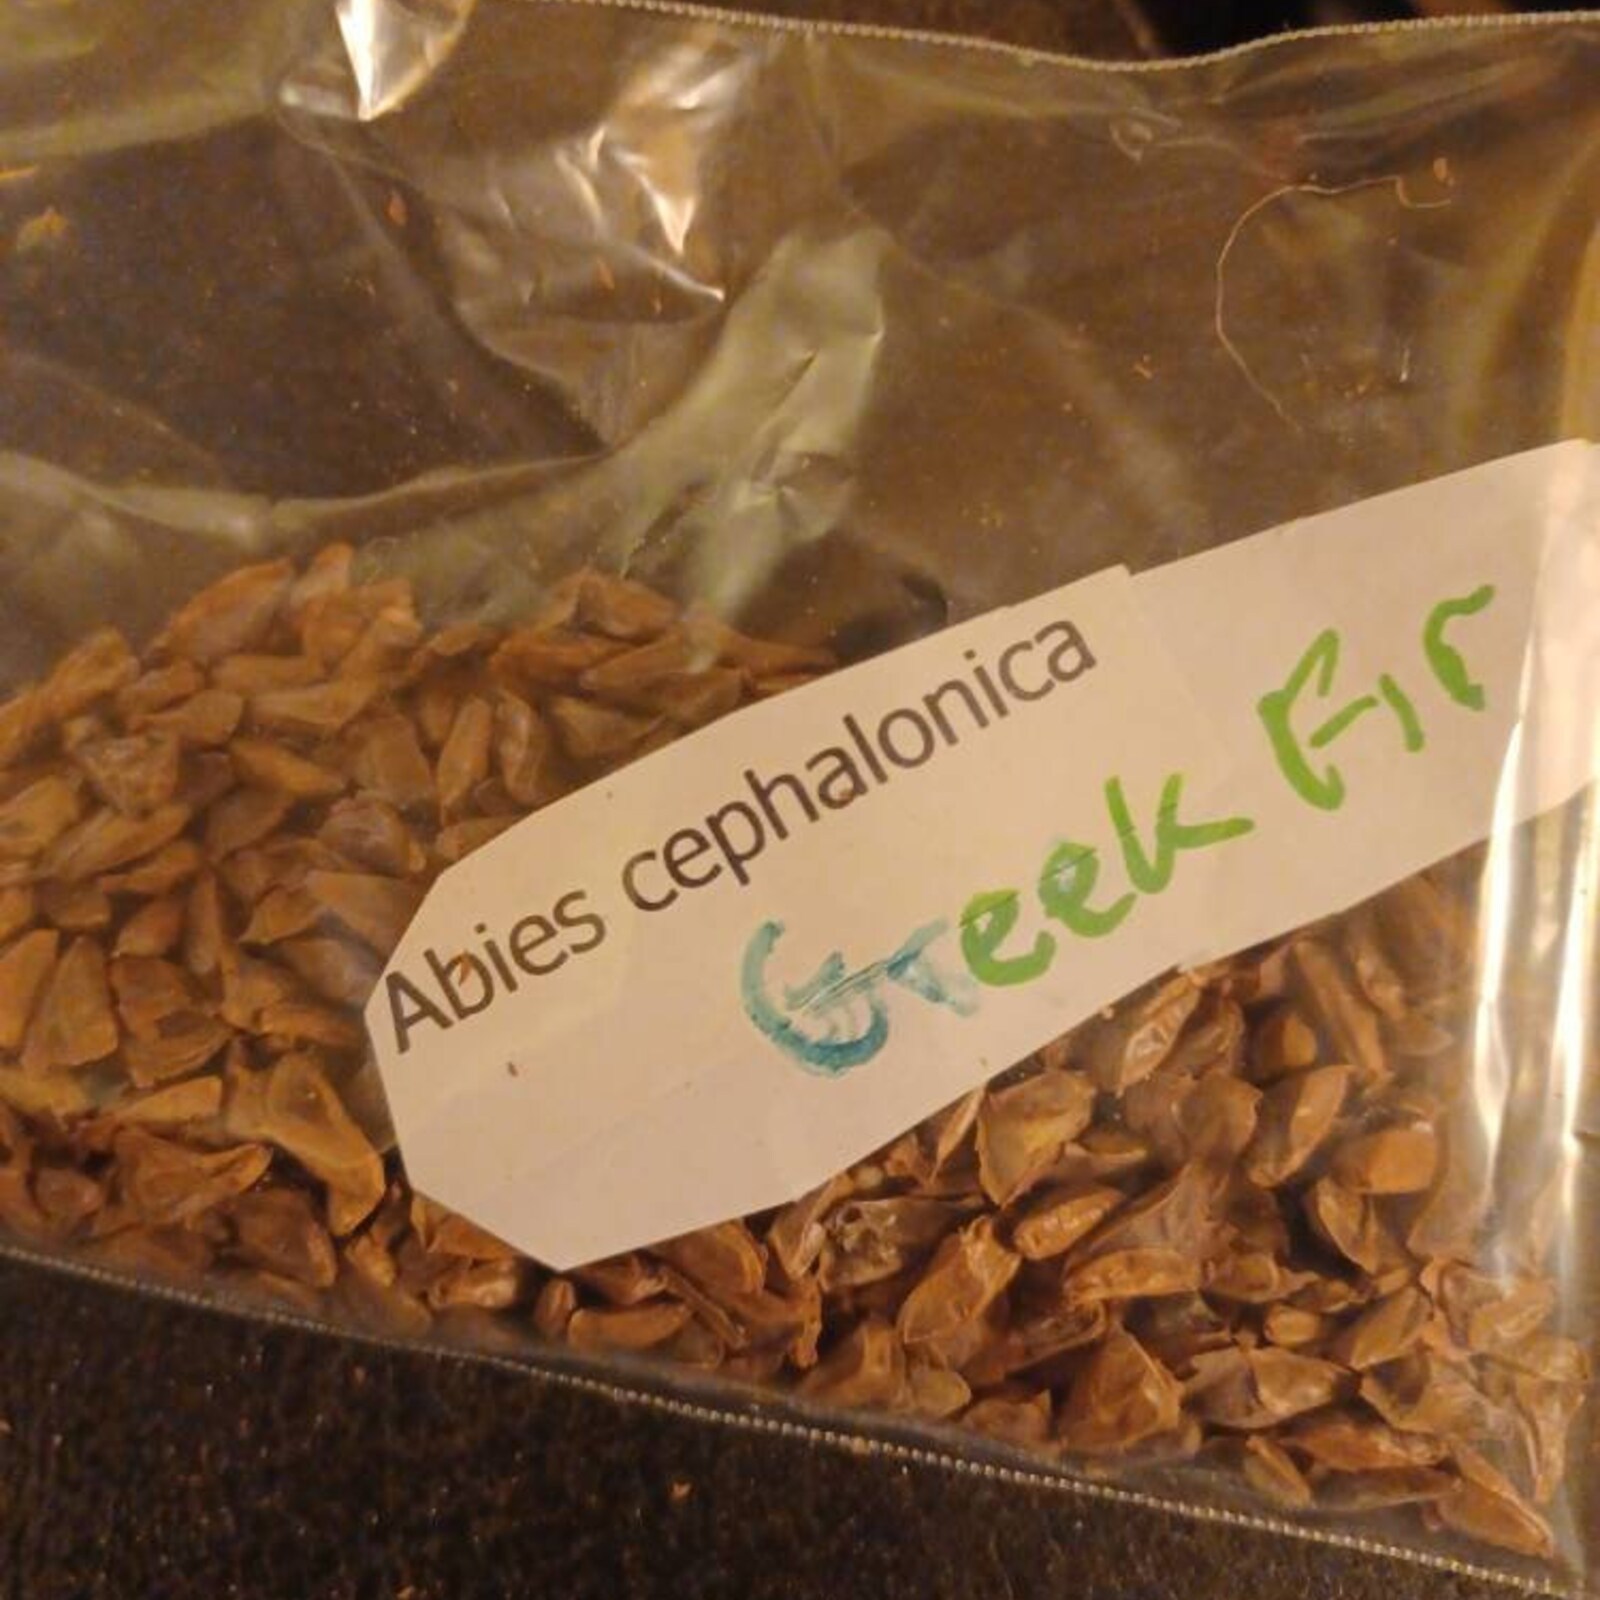 Abies cephalonica
Greek Fir